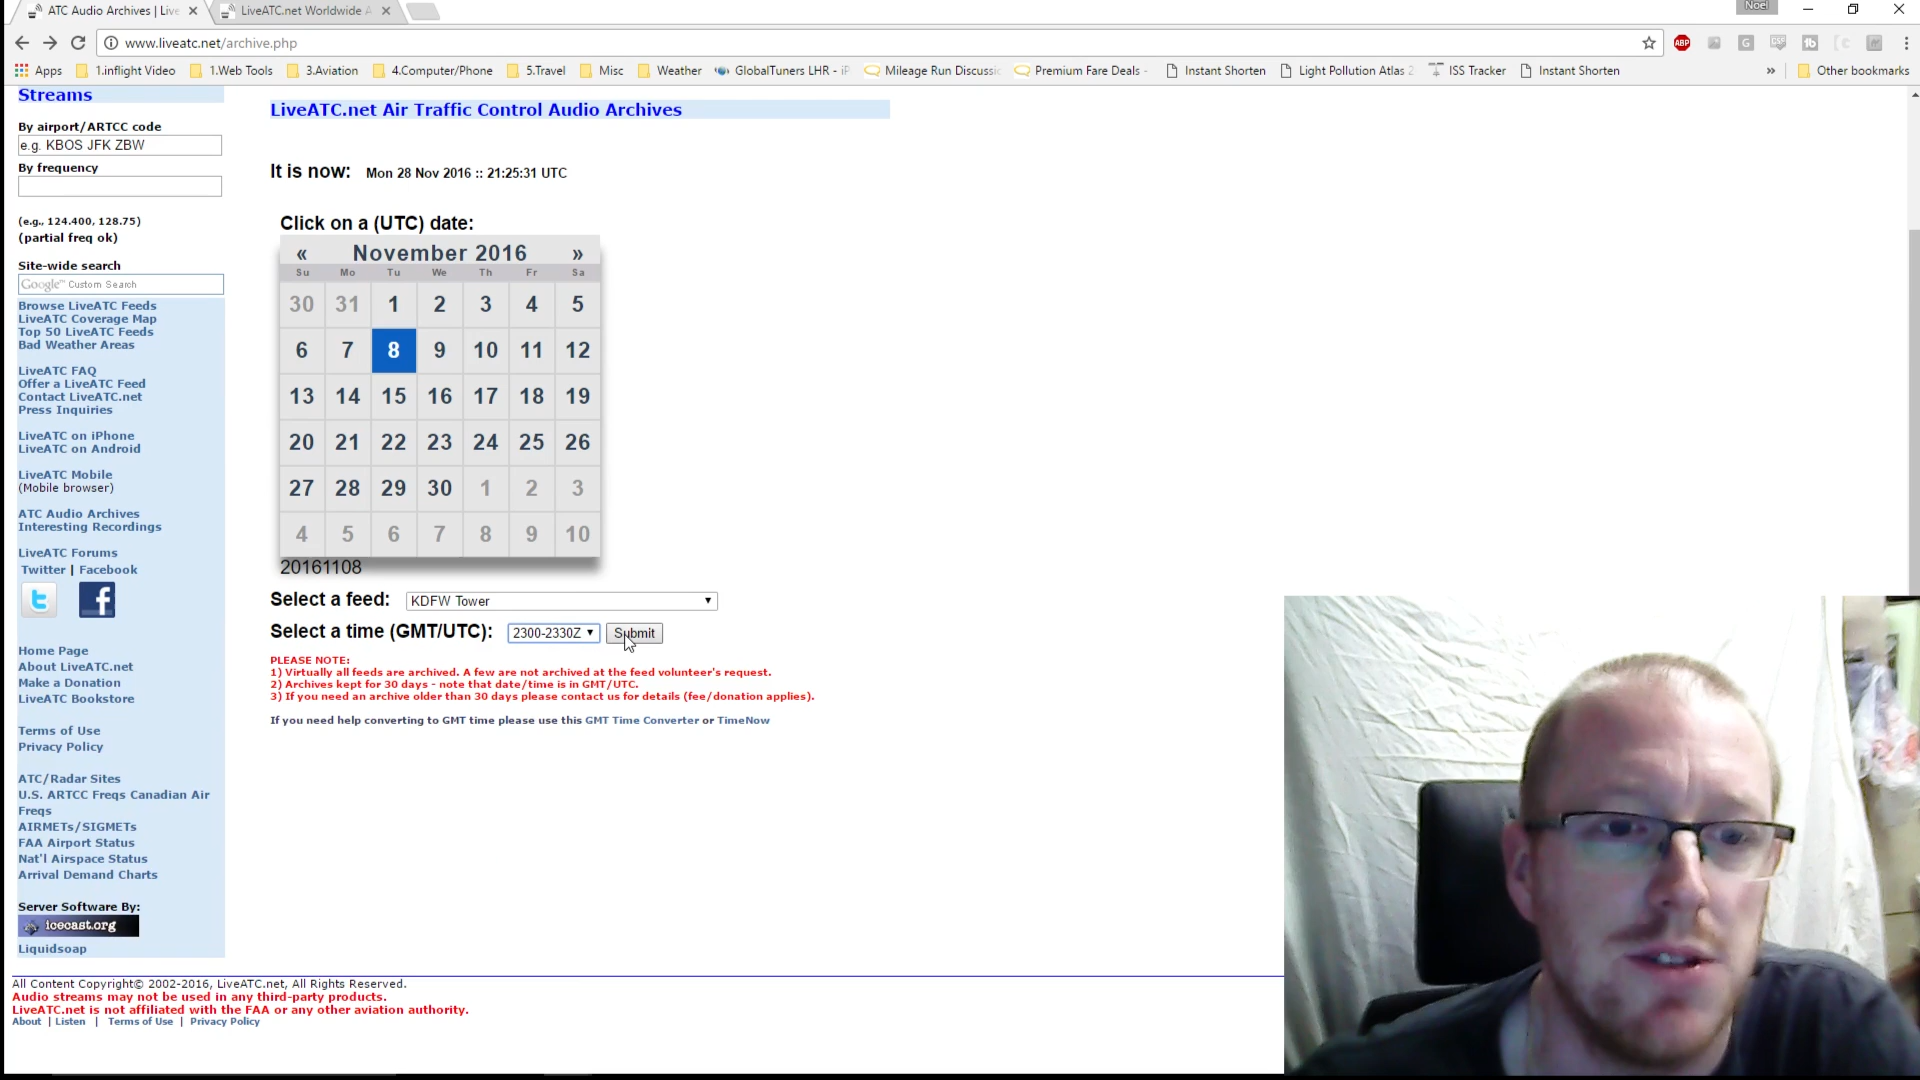 ATC Audio Archives | Live
LiveATC.net Worldwide A
Noel
www.liveatc.net/archive.php
Apps 1.inflight Video 1.Web Tools 3.Aviation 4.Computer/Phone 5.Travel Misc Weather GlobalTuners LHR - iP Mileage Run Discussic Premium Fare Deals - Instant Shorten Light Pollution Atlas 2 ISS Tracker Instant Shorten » Other bookmarks
Streams
By airport/ARTCC code
e.g. KBOS JFK ZBW
By frequency
(e.g., 124.400, 128.75)
(partial freq ok)
Site-wide search
Google™ Custom Search
Browse LiveATC Feeds
LiveATC Coverage Map
Top 50 LiveATC Feeds
Bad Weather Areas
LiveATC FAQ
Offer a LiveATC Feed
Contact LiveATC.net
Press Inquiries
LiveATC on iPhone
LiveATC on Android
LiveATC Mobile
(Mobile browser)
ATC Audio Archives
Interesting Recordings
LiveATC Forums
Twitter | Facebook
Home Page
About LiveATC.net
Make a Donation
LiveATC Bookstore
Terms of Use
Privacy Policy
ATC/Radar Sites
U.S. ARTCC Freqs Canadian Air
Freqs
AIRMETs/SIGMETs
FAA Airport Status
Nat'l Airspace Status
Arrival Demand Charts
Server Software By:
icecast.org
Liquidsoap
LiveATC.net Air Traffic Control Audio Archives
It is now: Mon 28 Nov 2016 :: 21:25:31 UTC
Click on a (UTC) date:
« November 2016 »
Su Mo Tu We Th Fr Sa
30 31 1 2 3 4 5
6 7 8 9 10 11 12
13 14 15 16 17 18 19
20 21 22 23 24 25 26
27 28 29 30 1 2 3
4 5 6 7 8 9 10
20161108
Select a feed: KDFW Tower
Select a time (GMT/UTC): 2300-2330Z Submit
PLEASE NOTE:
1) Virtually all feeds are archived. A few are not archived at the feed volunteer's request.
2) Archives kept for 30 days - note that date/time is in GMT/UTC.
3) If you need an archive older than 30 days please contact us for details (fee/donation applies).
If you need help converting to GMT time please use this GMT Time Converter or TimeNow
All Content Copyright© 2002-2016, LiveATC.net, All Rights Reserved.
Audio streams may not be used in any third-party products.
LiveATC.net is not affiliated with the FAA or any other aviation authority.
About | Listen | Terms of Use | Privacy Policy